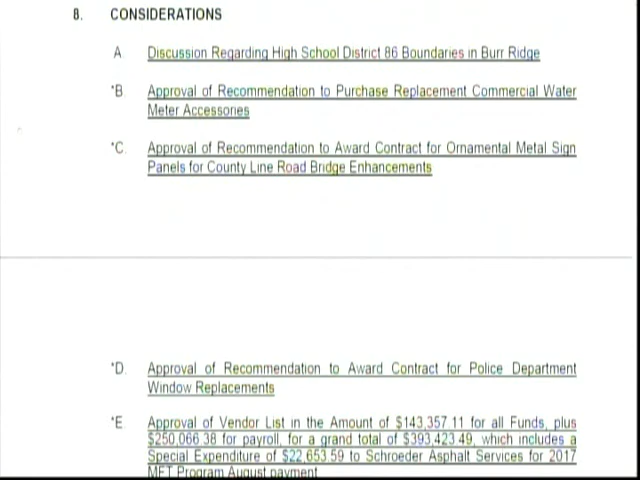 8. CONSIDERATIONS
A Discussion Regarding High School District 86 Boundaries in Burr Ridge
*B Approval of Recommendation to Purchase Replacement Commercial Water
Meter Accessories
*C. Approval of Recommendation to Award Contract for Ornamental Metal Sign
Panels for County Line Road Bridge Enhancements
*D. Approval of Recommendation to Award Contract for Police Department
Window Replacements
*E Approval of Vendor List in the Amount of $143,357.11 for all Funds, plus
$250,066.38 for payroll, for a grand total of $393,423.49, which includes a
Special Expenditure of $22,653.59 to Schroeder Asphalt Services for 2017
MFT Program August payment